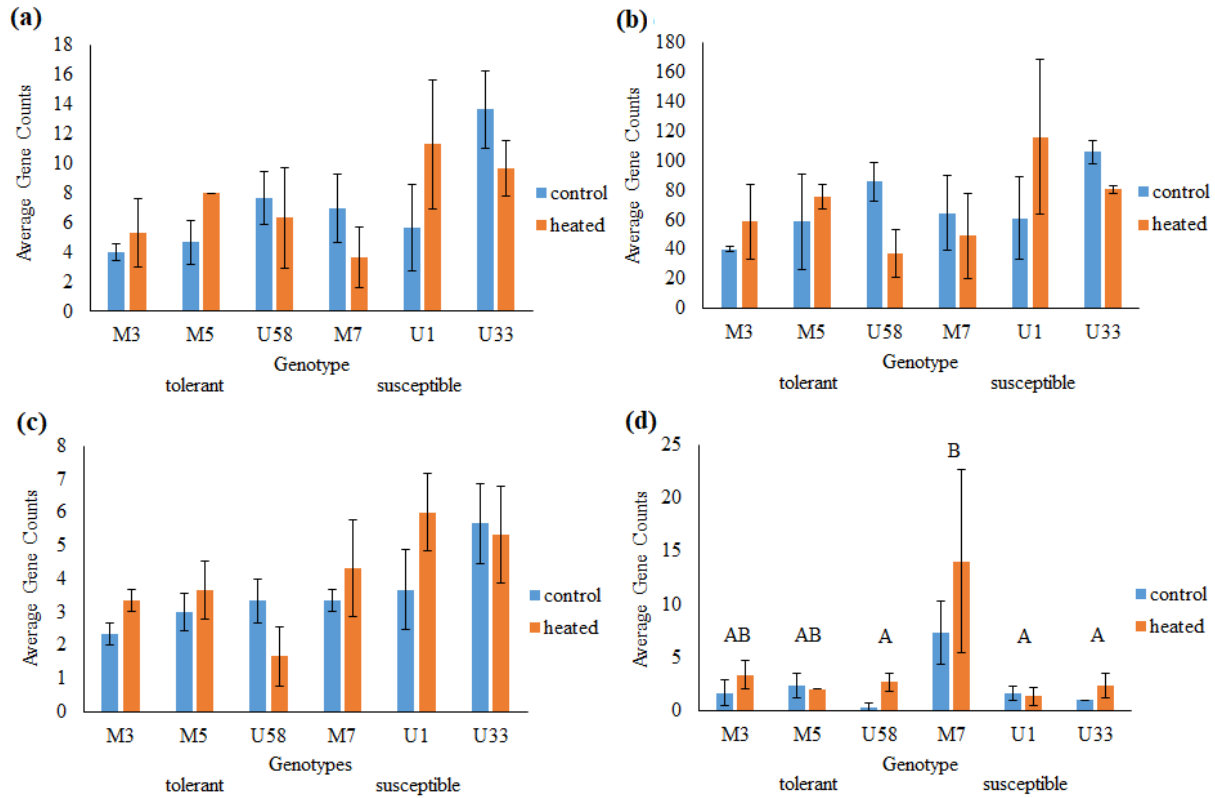 (a)
18
16
14
12
10
8
6
4
2
0
Average Gene Counts
M3 M5 U58 M7 U1 U33
Genotype
tolerant susceptible
control
heated
(b)
180
160
140
120
100
80
60
40
20
0
Average Gene Counts
M3 M5 U58 M7 U1 U33
Genotype
tolerant susceptible
control
heated
(c)
8
7
6
5
4
3
2
1
0
Average Gene Counts
M3 M5 U58 M7 U1 U33
Genotypes
tolerant susceptible
control
heated
(d)
25
20
15
10
5
0
Average Gene Counts
AB AB A B A A
M3 M5 U58 M7 U1 U33
Genotype
tolerant susceptible
control
heated